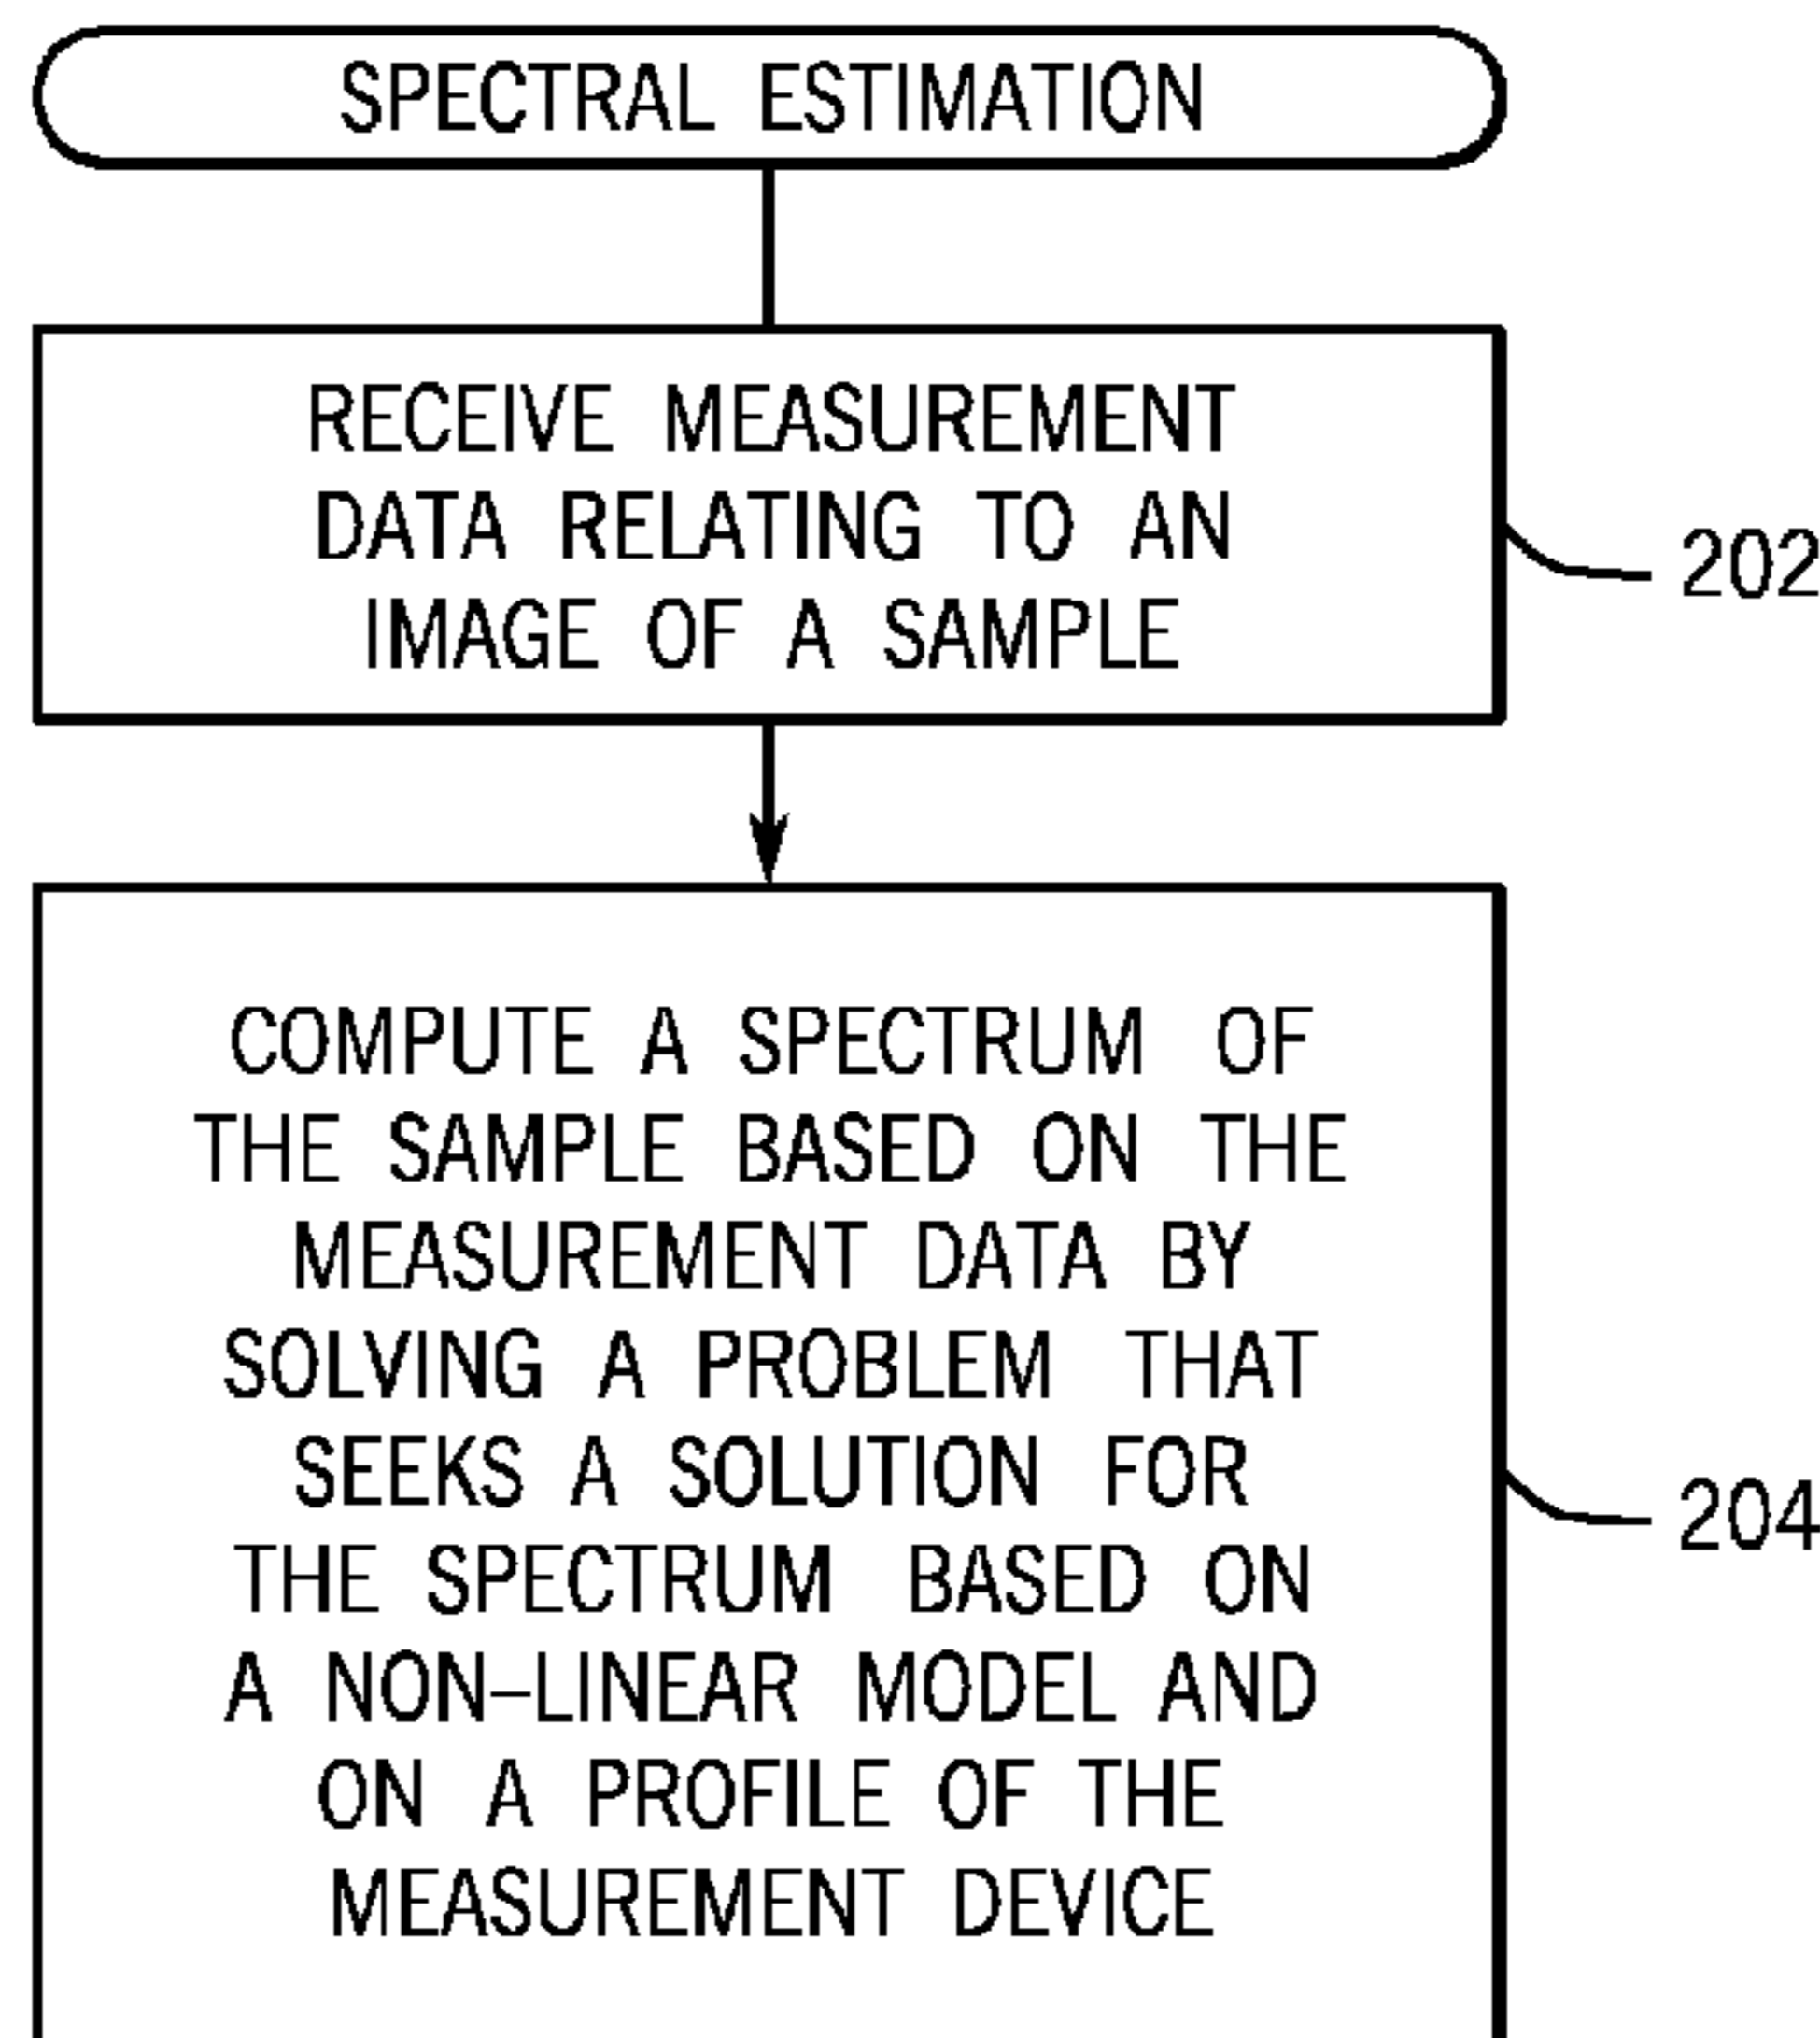 SPECTRAL ESTIMATION
RECEIVE MEASUREMENT
DATA RELATING TO AN
IMAGE OF A SAMPLE
202
COMPUTE A SPECTRUM OF
THE SAMPLE BASED ON THE
MEASUREMENT DATA BY
SOLVING A PROBLEM THAT
SEEKS A SOLUTION FOR
THE SPECTRUM BASED ON
A NON–LINEAR MODEL AND
ON A PROFILE OF THE
MEASUREMENT DEVICE
204